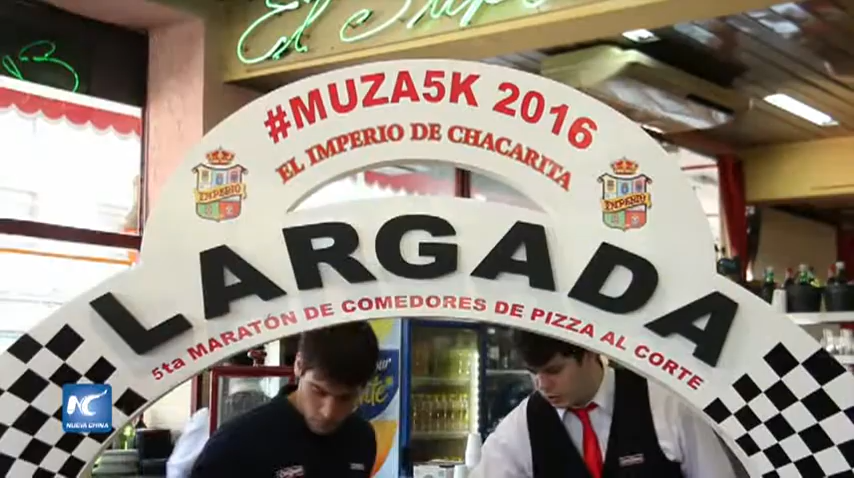 #MUZA5K 2016
EL IMPERIO DE CHACARITA
IMPERIO
IMPERIO
LARGADA
5ta MARATÓN DE COMEDORES DE PIZZA AL CORTE
NC
NUEVA CHINA